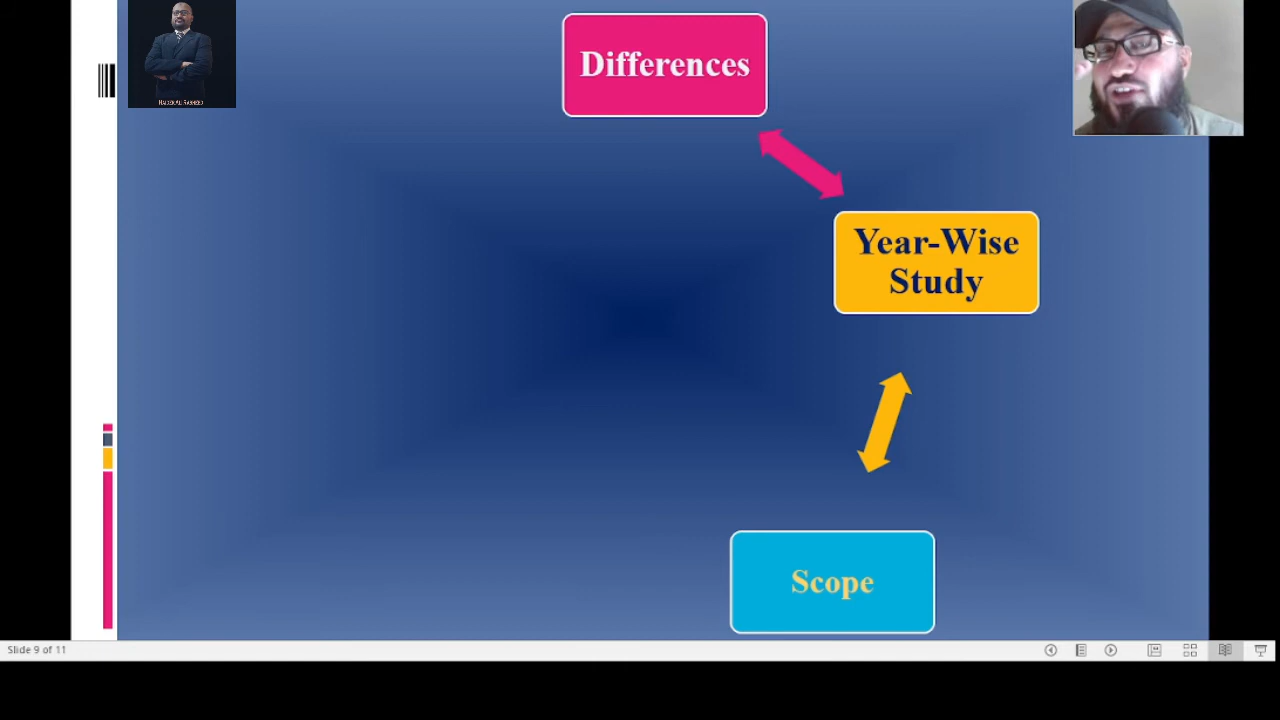 Differences
Year-Wise
Study
Scope
Slide 9 of 11